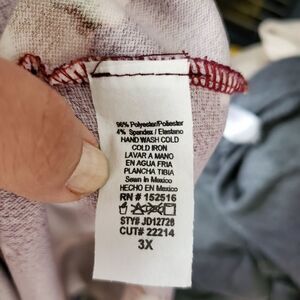 96% Polyester/Poliester
4% Spandex / Elastano
HAND WASH COLD
COLD IRON
LAVAR A MANO
EN AGUA FRIA
PLANCHA TIBIA
Sewn In Mexico
HECHO EN Mexico
RN # 152516
STY# JD12728
CUT# 22214
3X